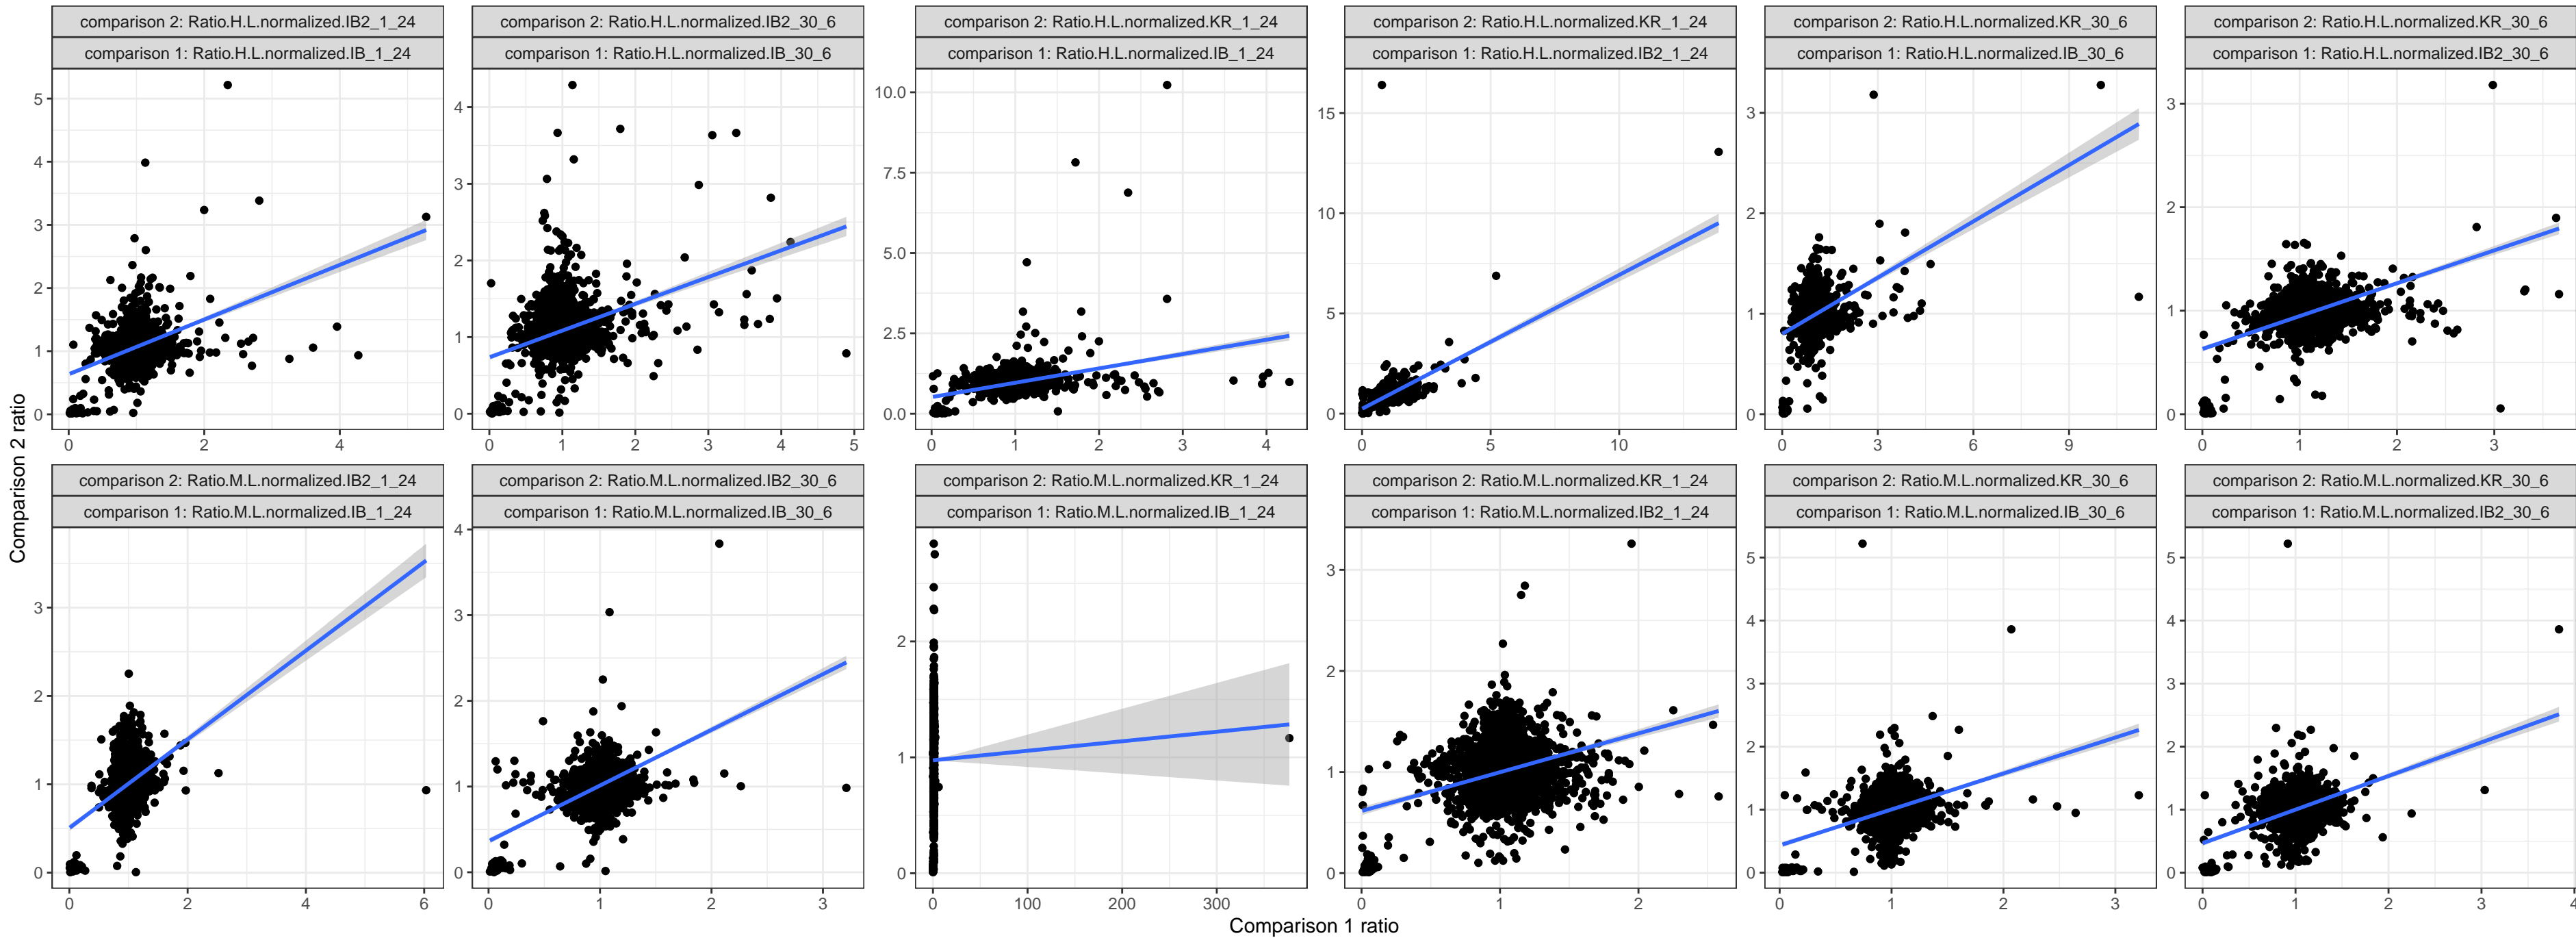 comparison 2: Ratio.H.L.normalized.IB2_1_24
comparison 1: Ratio.H.L.normalized.IB_1_24
5
4
3
2
1
0
0 2 4
comparison 2: Ratio.H.L.normalized.IB2_30_6
comparison 1: Ratio.H.L.normalized.IB_30_6
4
3
2
1
0
0 1 2 3 4 5
comparison 2: Ratio.H.L.normalized.KR_1_24
comparison 1: Ratio.H.L.normalized.IB_1_24
10.0
7.5
5.0
2.5
0.0
0 1 2 3 4
comparison 2: Ratio.H.L.normalized.KR_1_24
comparison 1: Ratio.H.L.normalized.IB2_1_24
15
10
5
0
0 5 10
comparison 2: Ratio.H.L.normalized.KR_30_6
comparison 1: Ratio.H.L.normalized.IB_30_6
3
2
1
0
0 3 6 9
comparison 2: Ratio.H.L.normalized.KR_30_6
comparison 1: Ratio.H.L.normalized.IB2_30_6
3
2
1
0
0 1 2 3
Comparison 2 ratio
comparison 2: Ratio.M.L.normalized.IB2_1_24
comparison 1: Ratio.M.L.normalized.IB_1_24
3
2
1
0
0 2 4 6
comparison 2: Ratio.M.L.normalized.IB2_30_6
comparison 1: Ratio.M.L.normalized.IB_30_6
4
3
2
1
0
0 1 2 3
comparison 2: Ratio.M.L.normalized.KR_1_24
comparison 1: Ratio.M.L.normalized.IB_1_24
2
1
0
0 100 200 300
comparison 2: Ratio.M.L.normalized.KR_1_24
comparison 1: Ratio.M.L.normalized.IB2_1_24
3
2
1
0
0 1 2
comparison 2: Ratio.M.L.normalized.KR_30_6
comparison 1: Ratio.M.L.normalized.IB_30_6
5
4
3
2
1
0
0 1 2 3
comparison 2: Ratio.M.L.normalized.KR_30_6
comparison 1: Ratio.M.L.normalized.IB2_30_6
5
4
3
2
1
0
0 1 2 3 4
Comparison 1 ratio